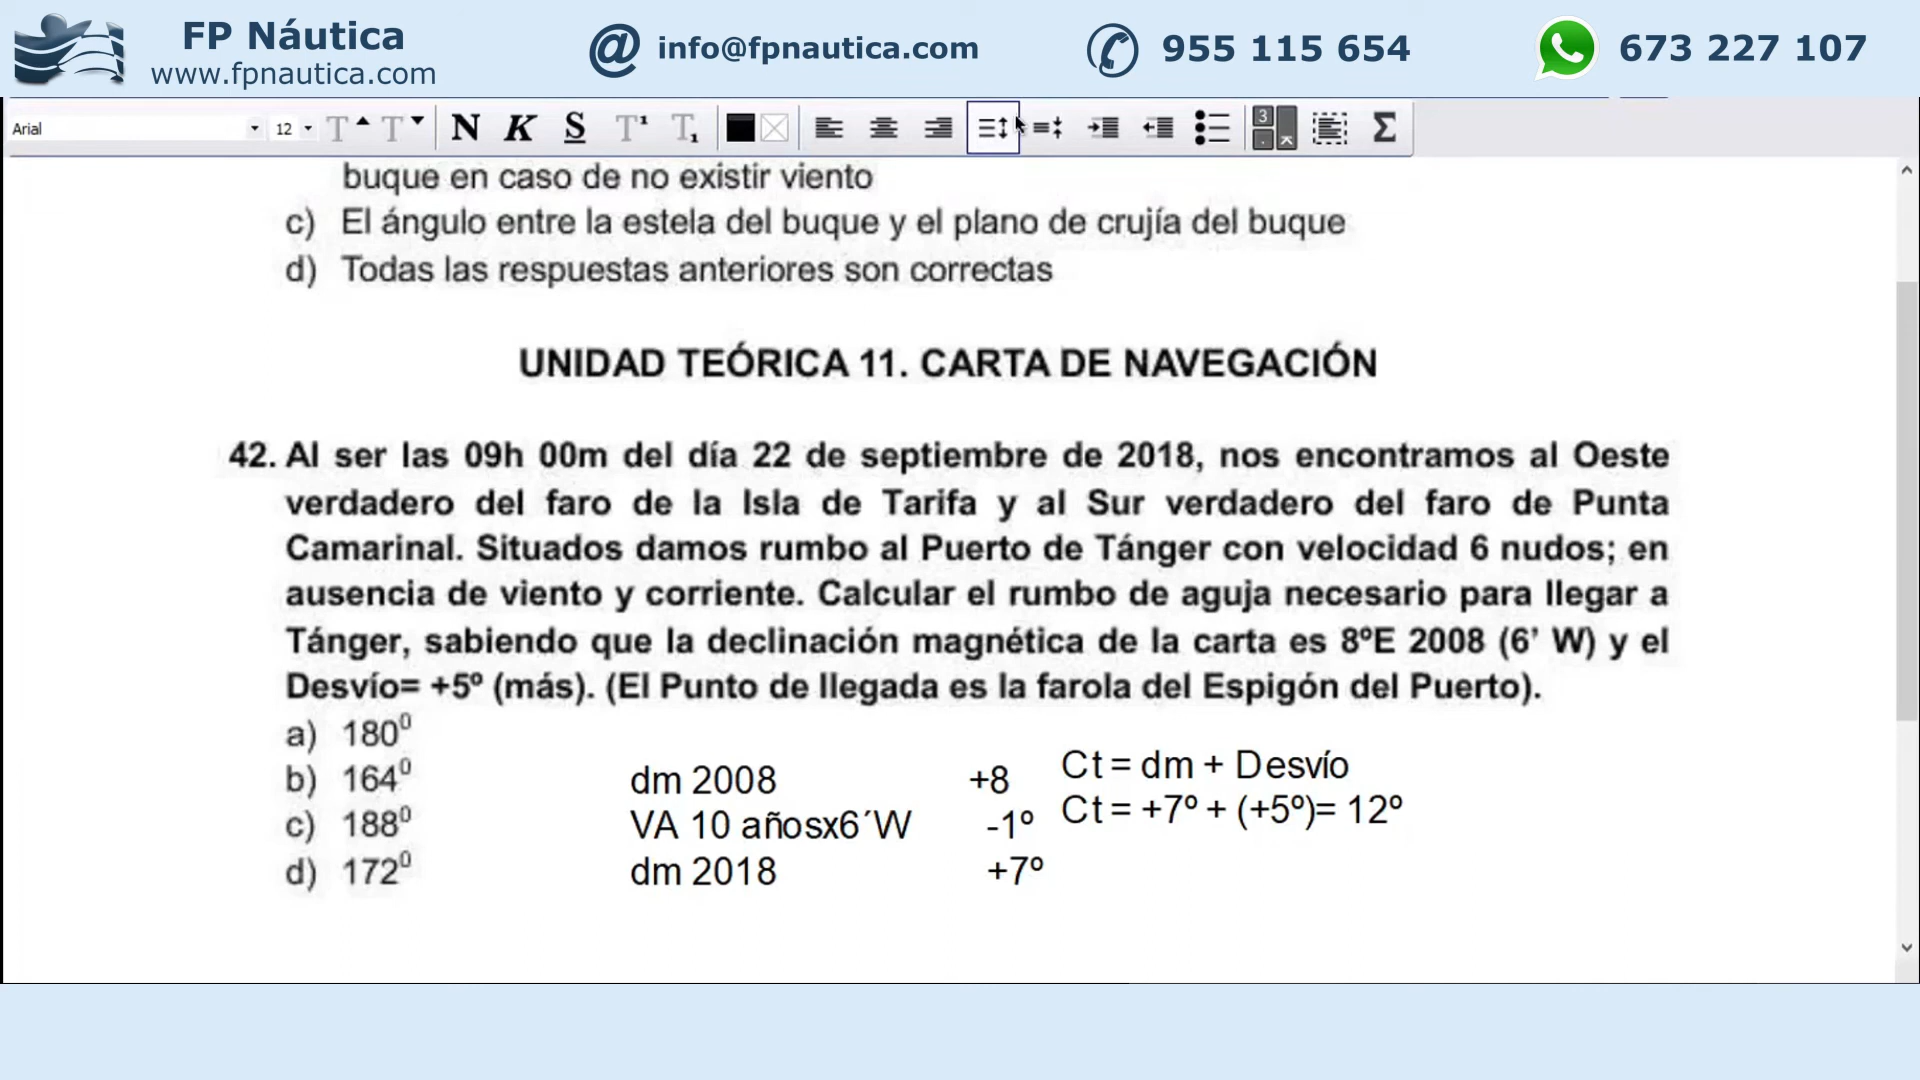 FP Náutica
www.fpnautica.com
info@fpnautica.com
955 115 654
673 227 107
Arial 12 N K S
buque en caso de no existir viento
c) El ángulo entre la estela del buque y el plano de crujía del buque
d) Todas las respuestas anteriores son correctas
UNIDAD TEÓRICA 11. CARTA DE NAVEGACIÓN
42. Al ser las 09h 00m del día 22 de septiembre de 2018, nos encontramos al Oeste
verdadero del faro de la Isla de Tarifa y al Sur verdadero del faro de Punta
Camarinal. Situados damos rumbo al Puerto de Tánger con velocidad 6 nudos; en
ausencia de viento y corriente. Calcular el rumbo de aguja necesario para llegar a
Tánger, sabiendo que la declinación magnética de la carta es 8ºE 2008 (6’ W) y el
Desvío= +5º (más). (El Punto de llegada es la farola del Espigón del Puerto).
a) 180⁰
b) 164⁰
c) 188⁰
d) 172⁰
dm 2008 +8
VA 10 añosx6´W -1º
dm 2018 +7º
Ct = dm + Desvío
Ct = +7º + (+5º)= 12º